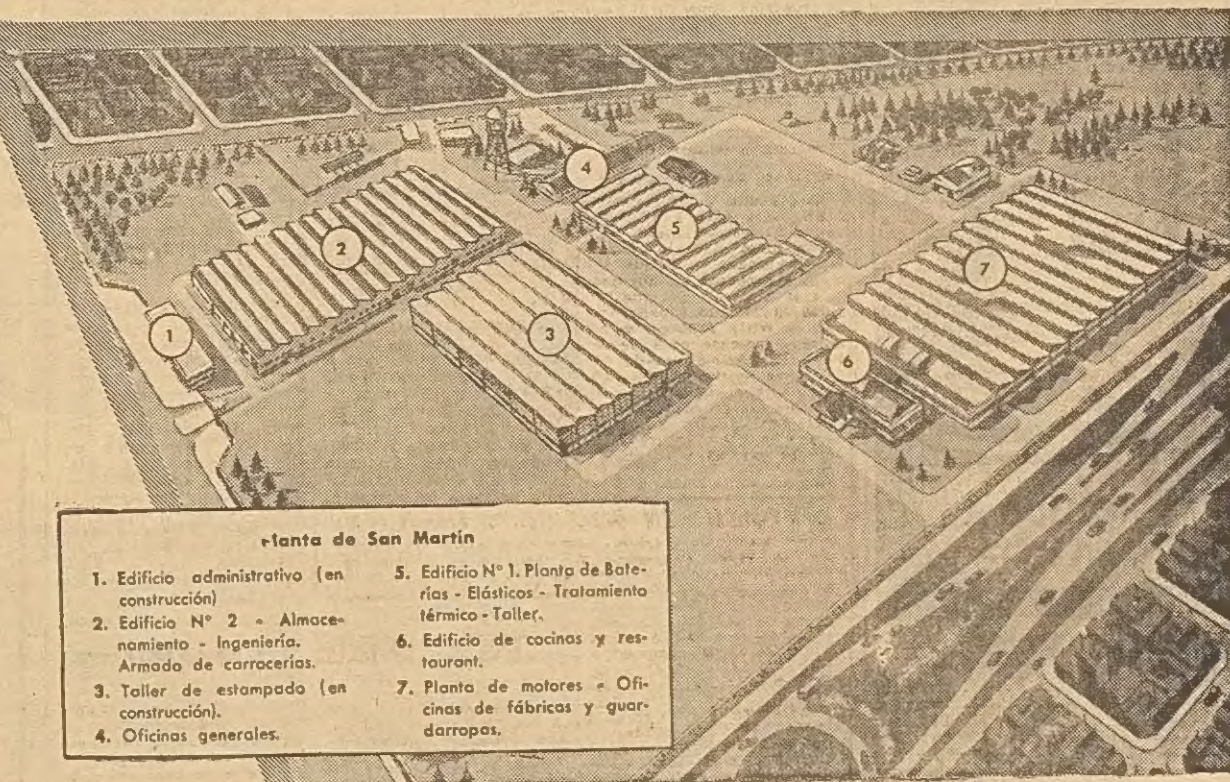 Planta de San Martín
1. Edificio administrativo (en
construcción)
2. Edificio N° 2 - Almace-
namiento - Ingeniería.
Armado de carrocerías.
3. Taller de estampado (en
construcción).
4. Oficinas generales.
5. Edificio N° 1. Planta de Bate-
rías - Elásticos - Tratamiento
térmico - Taller.
6. Edificio de cocinas y res-
taurant.
7. Planta de motores - Ofi-
cinas de fábricas y guar-
darropas.
1
2
3
4
5
6
7